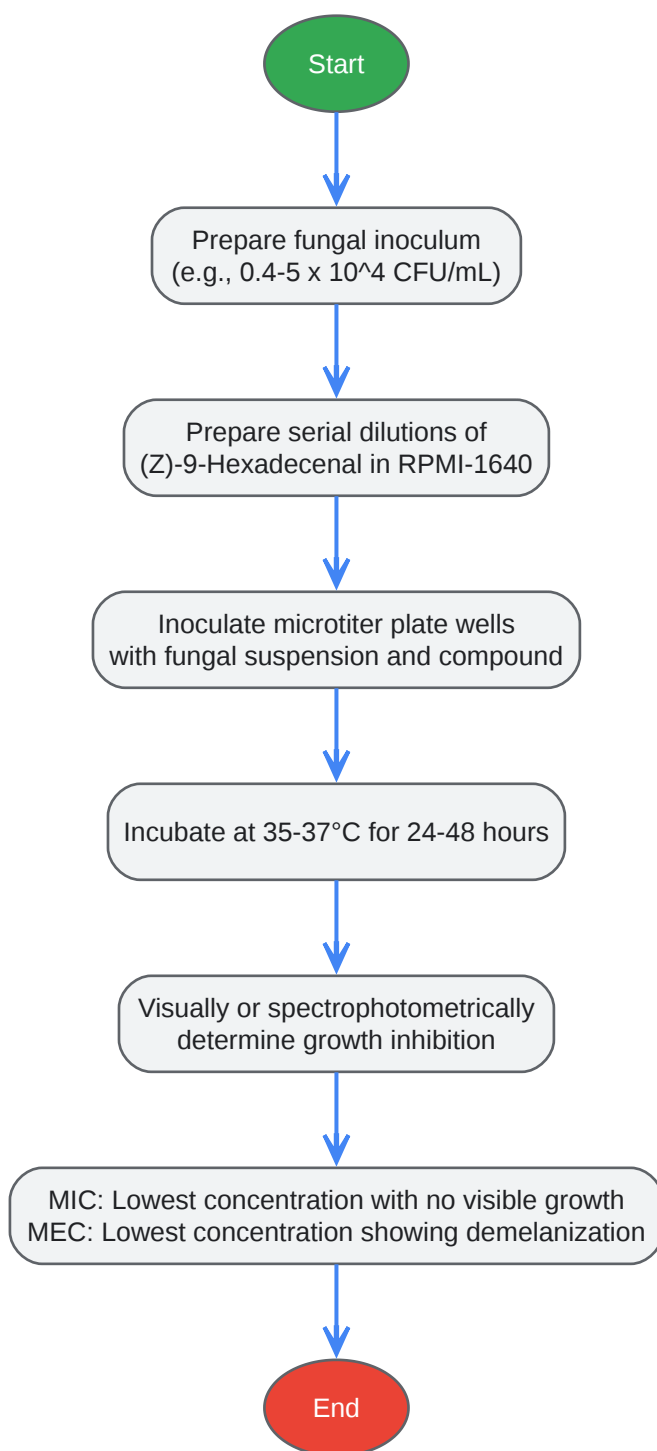 Start
Prepare fungal inoculum
(e.g., 0.4-5 x 10^4 CFU/mL)
Prepare serial dilutions of
(Z)-9-Hexadecenal in RPMI-1640
Inoculate microtiter plate wells
with fungal suspension and compound
Incubate at 35-37°C for 24-48 hours
Visually or spectrophotometrically
determine growth inhibition
MIC: Lowest concentration with no visible growth
MEC: Lowest concentration showing demelanization
End